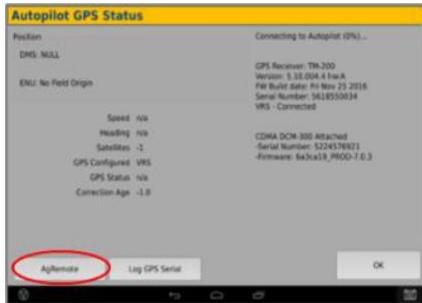 Autopilot GPS Status
Position
DMS: NULL
ENU: No Field Origin
Speed n/a
Heading n/a
Satellites -1
GPS Configured VRS
GPS Status n/a
Correction Age -1.0
Connecting to Autopilot (0%)...
GPS Receiver: TM-200
Version: 5.10.004.4 hw:A
FW Build date: Fri Nov 25 2016
Serial Number: 5618550034
VRS - Connected
CDMA DCM-300 Attached
-Serial Number: 5224576921
-Firmware: 6a3ca19_PROD-7.0.3
AgRemote
Log GPS Serial
OK